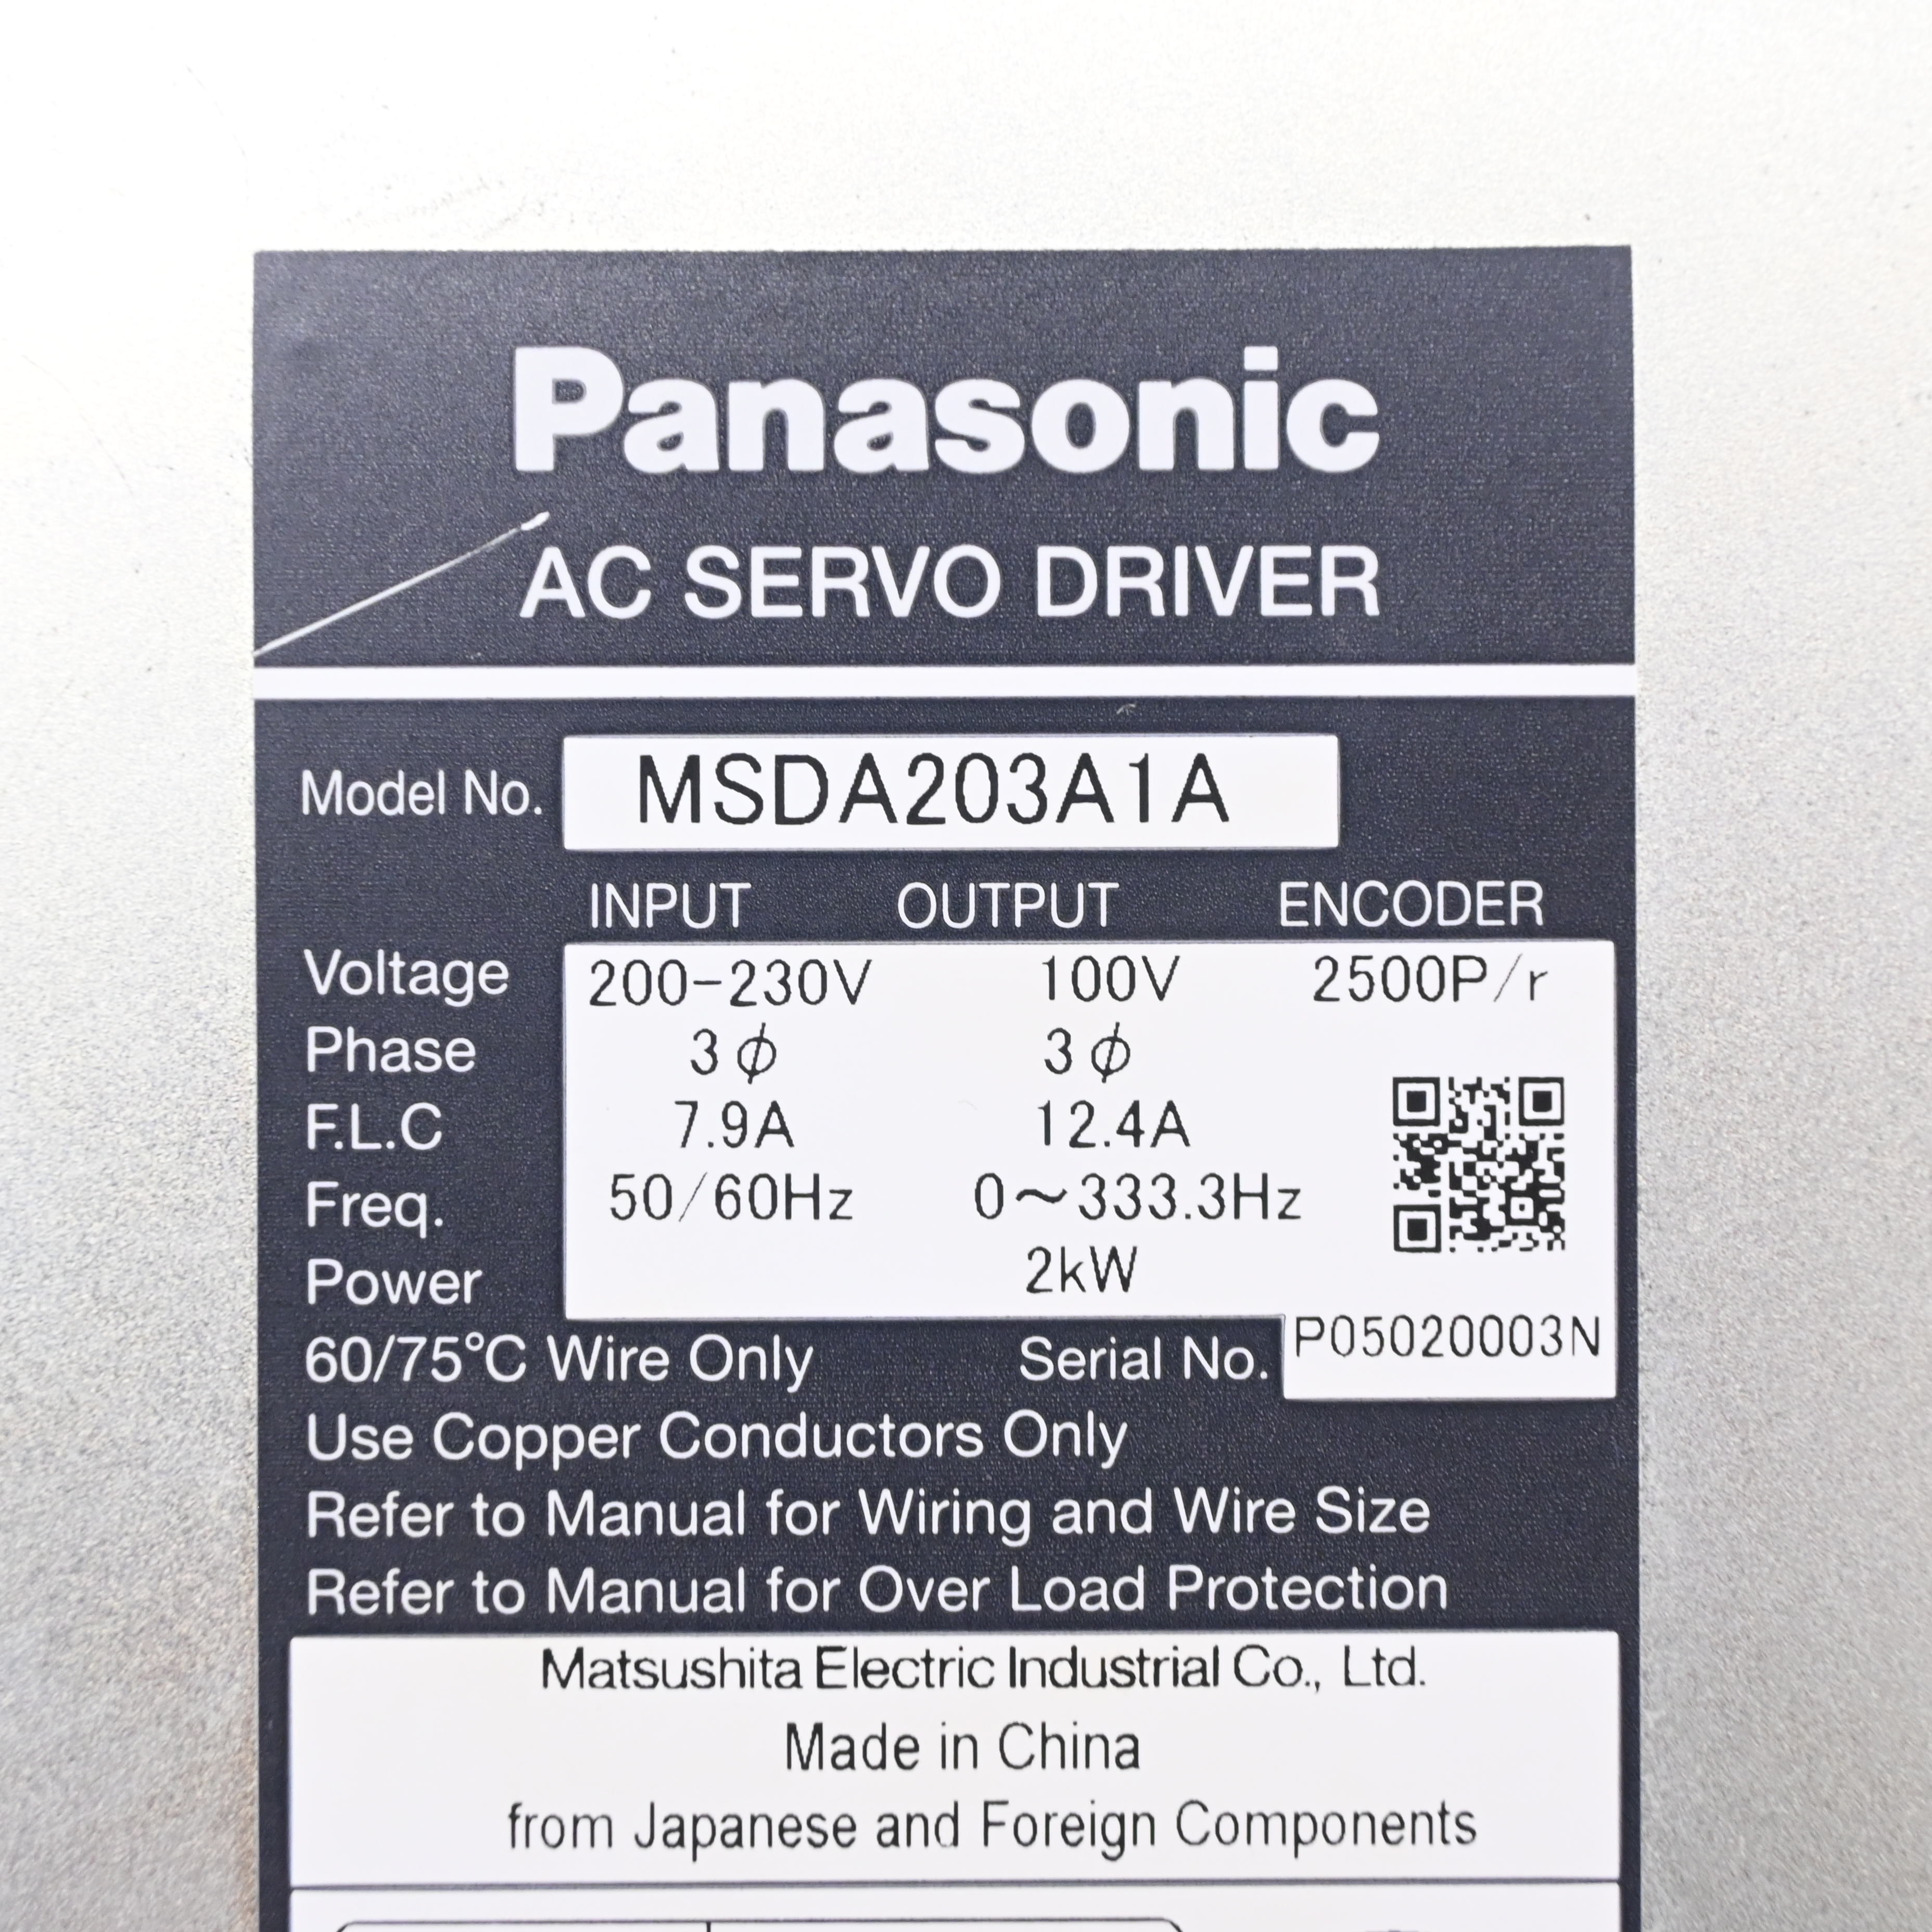 Panasonic
AC SERVO DRIVER
Model No. MSDA203A1A
INPUT OUTPUT ENCODER
Voltage 200-230V 100V 2500P/r
Phase 3ϕ 3ϕ
F.L.C 7.9A 12.4A
Freq. 50/60Hz 0～333.3Hz
Power 2kW
60/75°C Wire Only Serial No. P05020003N
Use Copper Conductors Only
Refer to Manual for Wiring and Wire Size
Refer to Manual for Over Load Protection
Matsushita Electric Industrial Co., Ltd.
Made in China
from Japanese and Foreign Components